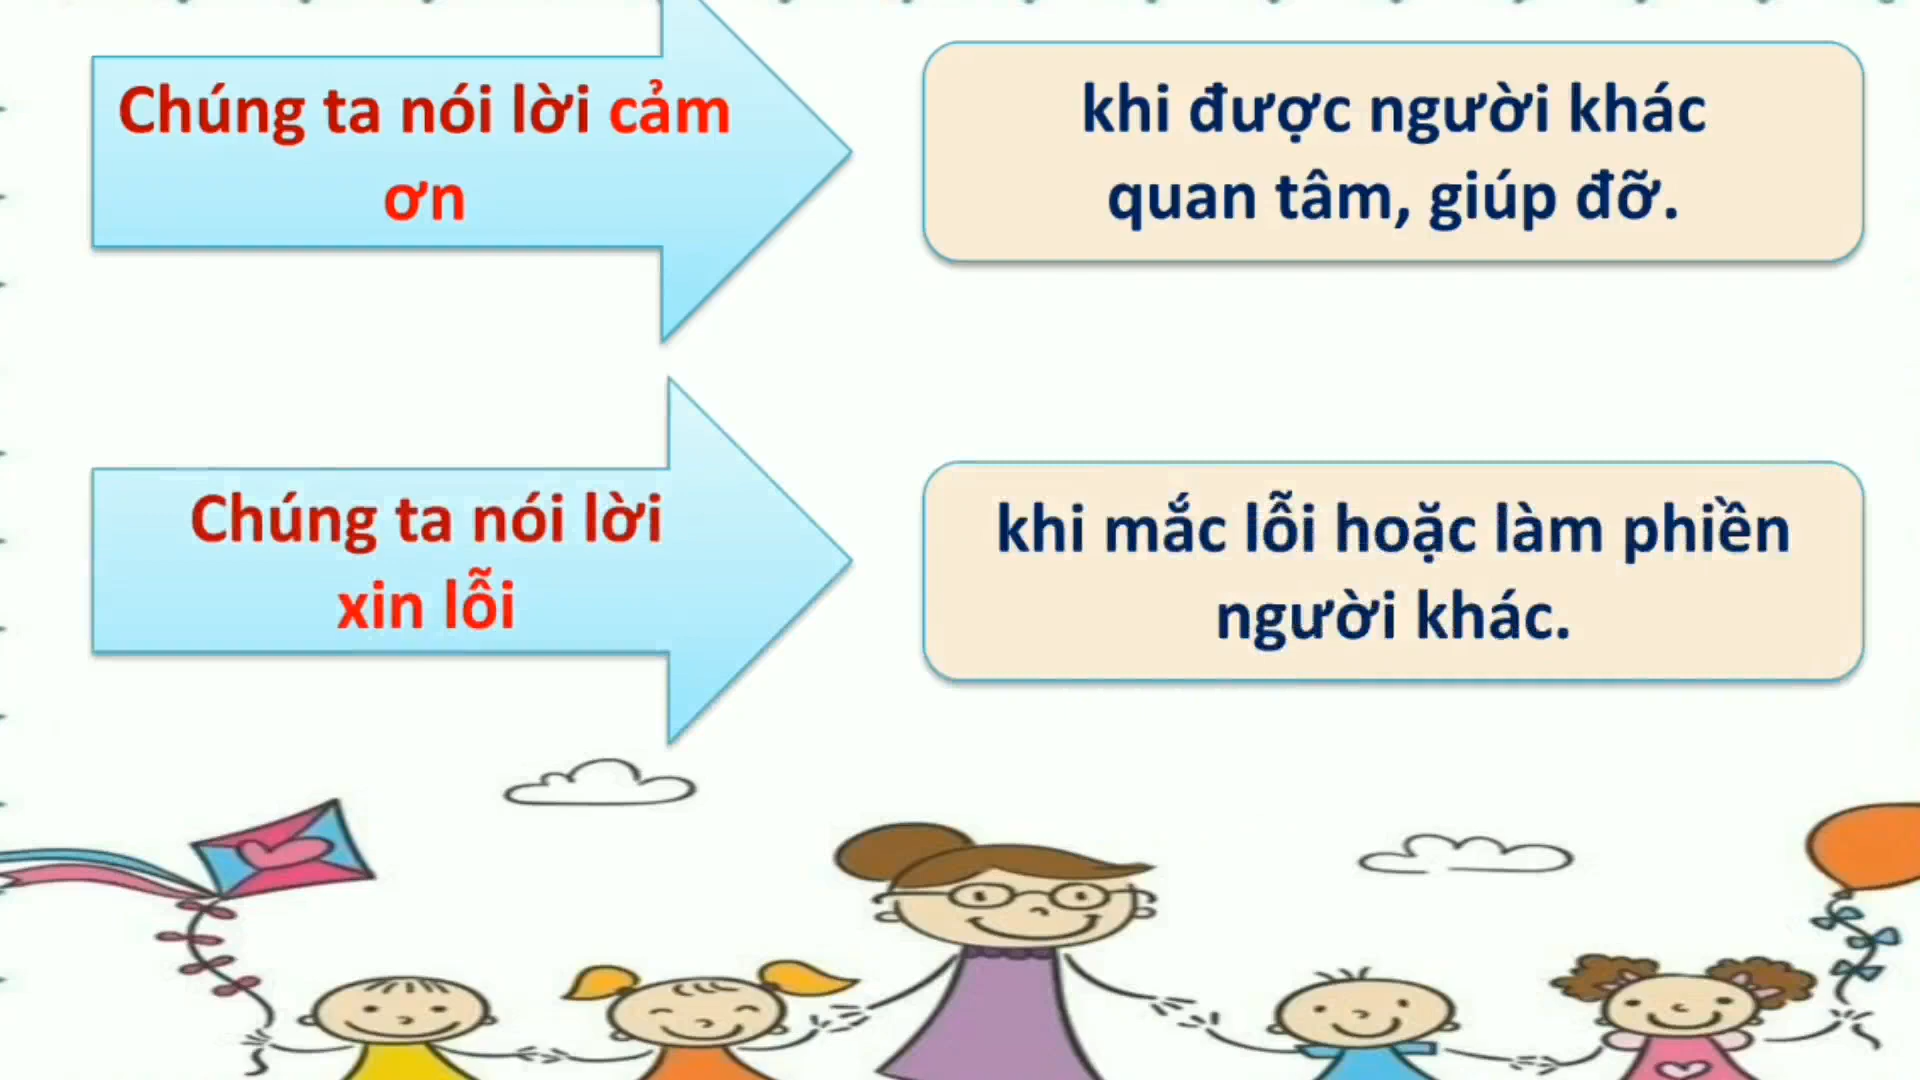 Chúng ta nói lời cảm
ơn
khi được người khác
quan tâm, giúp đỡ.
Chúng ta nói lời
xin lỗi
khi mắc lỗi hoặc làm phiền
người khác.